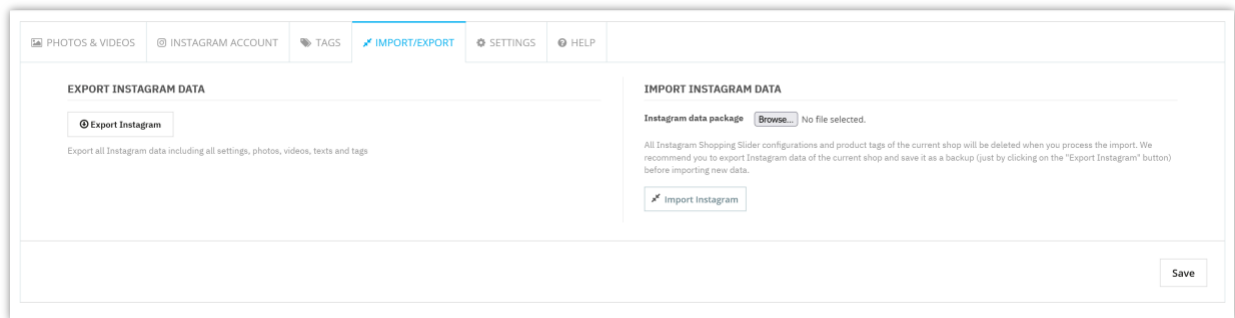 PHOTOS & VIDEOS INSTAGRAM ACCOUNT TAGS IMPORT/EXPORT SETTINGS HELP
EXPORT INSTAGRAM DATA
Export Instagram
Export all Instagram data including all settings, photos, videos, texts and tags
IMPORT INSTAGRAM DATA
Instagram data package Browse... No file selected.
All Instagram Shopping Slider configurations and product tags of the current shop will be deleted when you process the import. We
recommend you to export Instagram data of the current shop and save it as a backup (just by clicking on the "Export Instagram" button)
before importing new data.
Import Instagram
Save